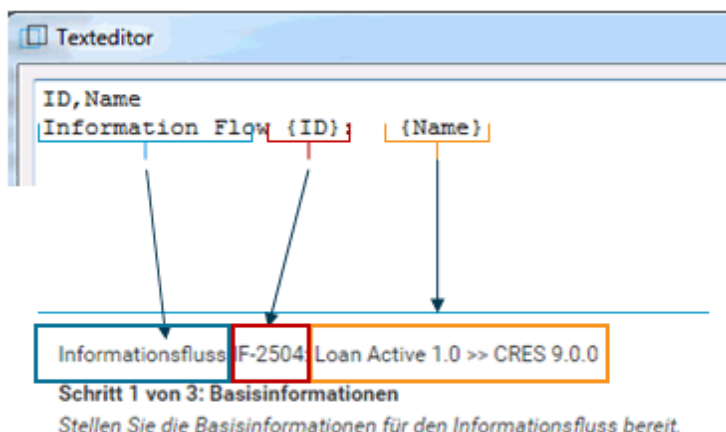 Texteditor
ID,Name
Information Flow {ID}: {Name}
Informationsfluss IF-2504: Loan Active 1.0 >> CRES 9.0.0
Schritt 1 von 3: Basisinformationen
Stellen Sie die Basisinformationen für den Informationsfluss bereit.